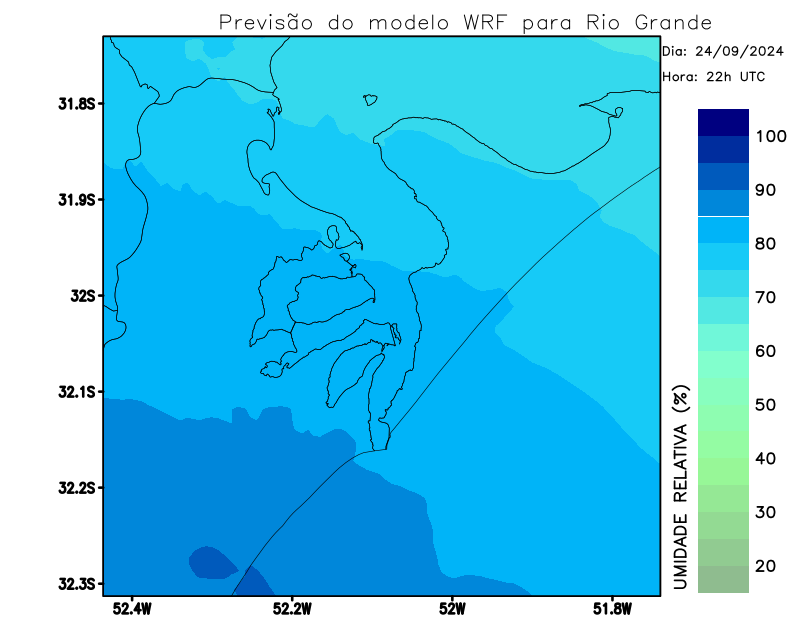 Previsão do modelo WRF para Rio Grande
Dia: 24/09/2024
Hora: 22h UTC
31.8S
31.9S
32S
32.1S
32.2S
32.3S
52.4W
52.2W
52W
51.8W
100
90
80
70
60
50
40
30
20
UMIDADE RELATIVA (%)